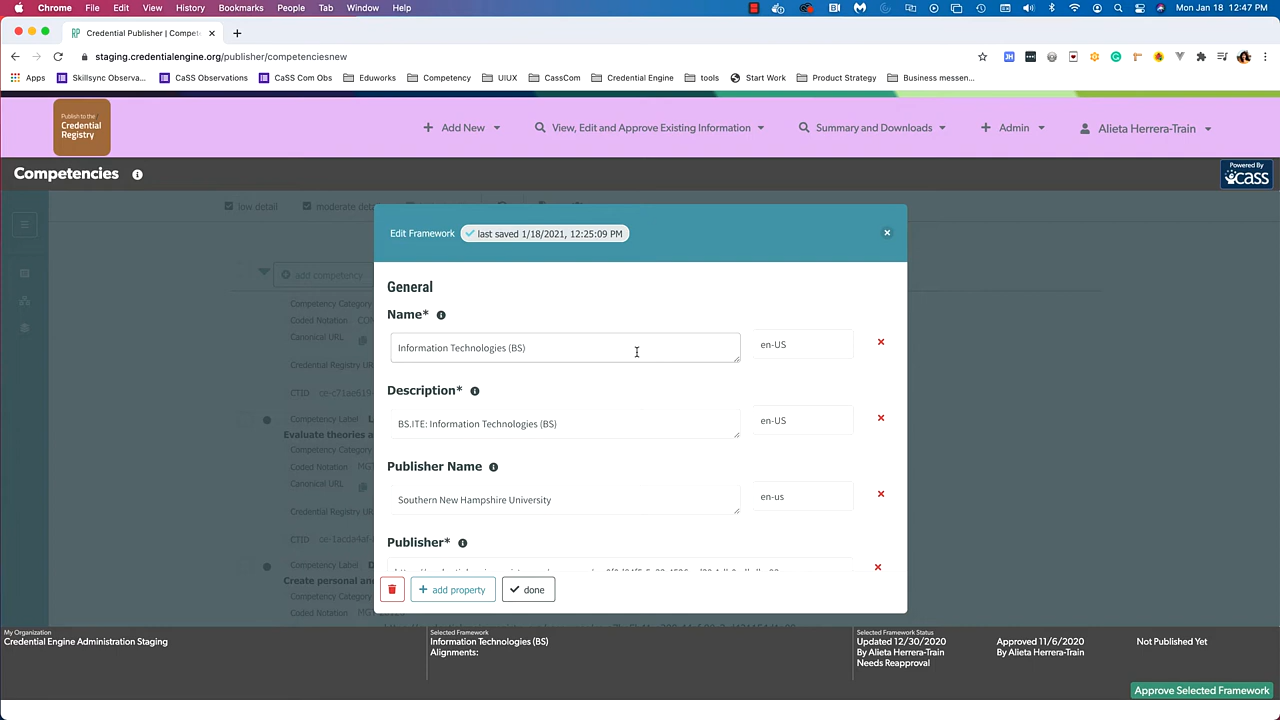 Chrome File Edit View History Bookmarks People Tab Window Help Mon Jan 18 12:47 PM
Credential Publisher | Compet
staging.credentialengine.org/publisher/competenciesnew
Apps Skillsync Observa... CaSS Observations CaSS Com Obs Eduworks Competency UIUX CassCom Credential Engine tools Start Work Product Strategy Business messen...
Publish to the
Credential
Registry
Add New View, Edit and Approve Existing Information Summary and Downloads Admin Alieta Herrera-Train
Competencies
Powered By
cass
low detail moderate deta
add competency
Competency Category
Coded Notation
Canonical URL
Credential Registry UR
CTID ce-c71ae619-
Competency Label
Evaluate theories a
Competency Category
Coded Notation
Canonical URL
Credential Registry UR
CTID
Competency Label
Create personal and
Competency Category
Coded Notation
Edit Framework last saved 1/18/2021, 12:25:09 PM
General
Name*
Information Technologies (BS) en-US
Description*
BS.ITE: Information Technologies (BS) en-US
Publisher Name
Southern New Hampshire University en-us
Publisher*
add property done
My Organization
Credential Engine Administration Staging
Selected Framework
Information Technologies (BS)
Alignments:
Selected Framework Status
Updated 12/30/2020
By Alieta Herrera-Train
Needs Reapproval
Approved 11/6/2020
By Alieta Herrera-Train
Not Published Yet
Approve Selected Framework